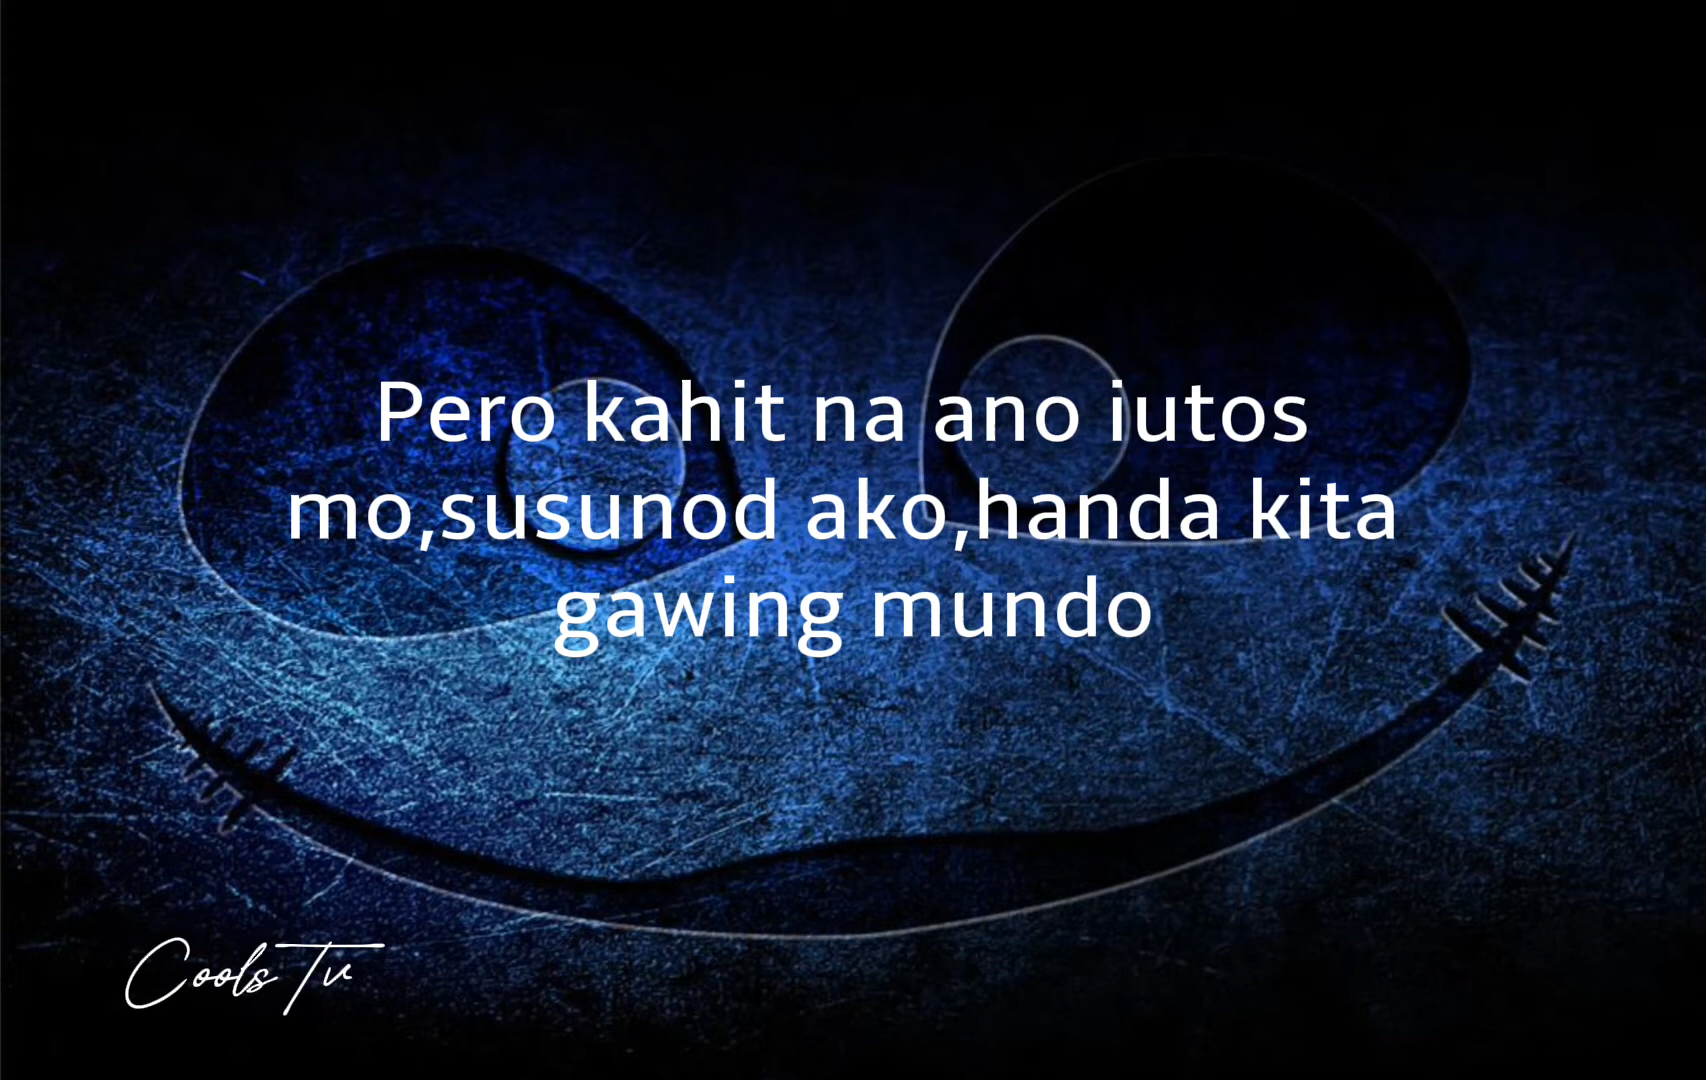 Pero kahit na ano iutos
mo,susunod ako,handa kita
gawing mundo
Cools Tv